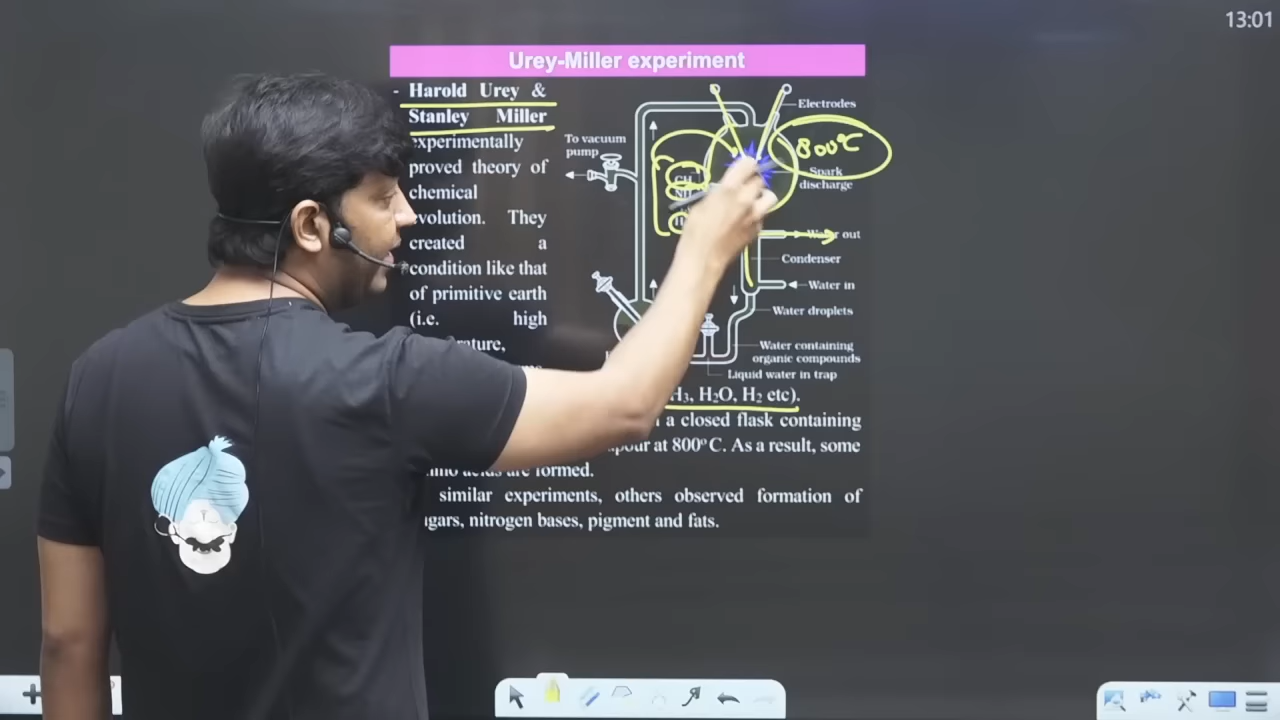 13:01
Urey-Miller experiment
- Harold Urey &
Stanley Miller
experimentally
proved theory of
chemical
evolution. They
created a
condition like that
of primitive earth
(i.e. high
Electrodes
800°C
To vacuum
pump
Spark
discharge
Water out
Condenser
Water in
Water droplets
Water containing
organic compounds
Liquid water in trap
H₃, H₂O, H₂ etc).
a closed flask containing
at 800°C. As a result, some
are formed.
similar experiments, others observed formation of
nitrogen bases, pigment and fats.